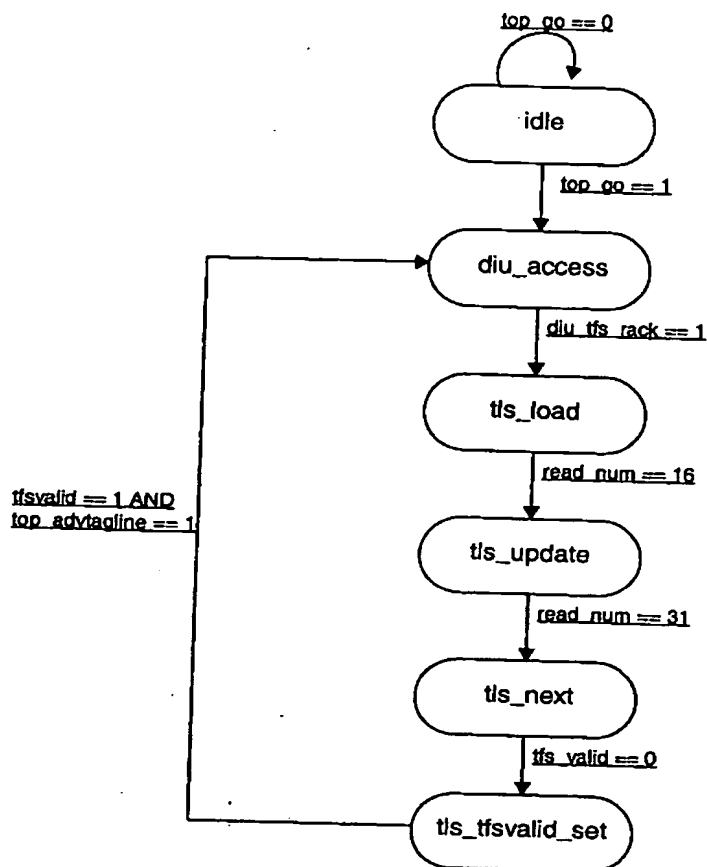 top_go == 0
idle
top_go == 1
diu_access
diu_tfs_rack == 1
tls_load
read_num == 16
tfsvalid == 1 AND
top_advtagline == 1
tls_update
read_num == 31
tls_next
tfs_valid == 0
tls_tfsvalid_set